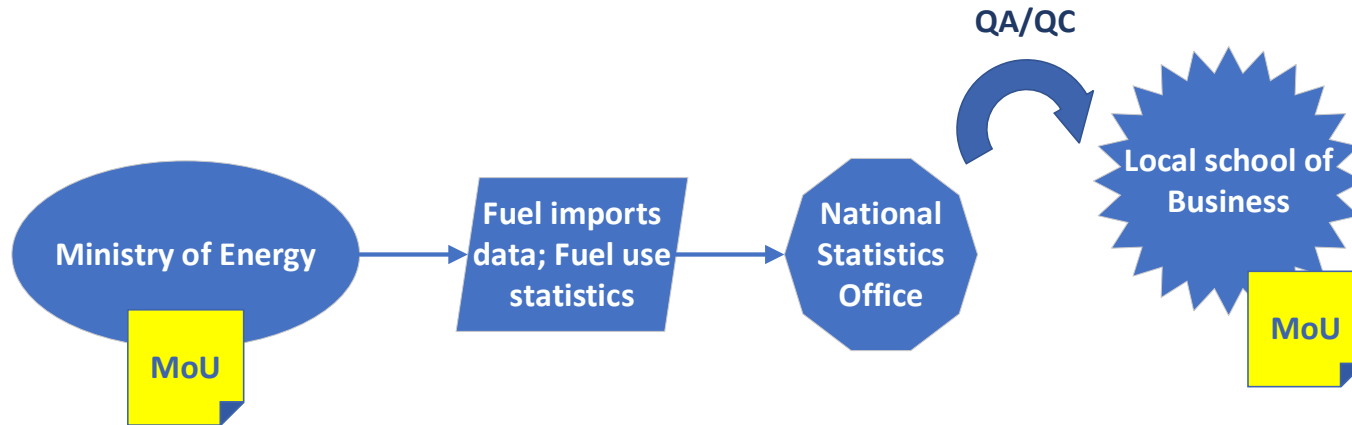 QA/QC
Ministry of Energy
MoU
Fuel imports
data; Fuel use
statistics
National
Statistics
Office
Local school of
Business
MoU